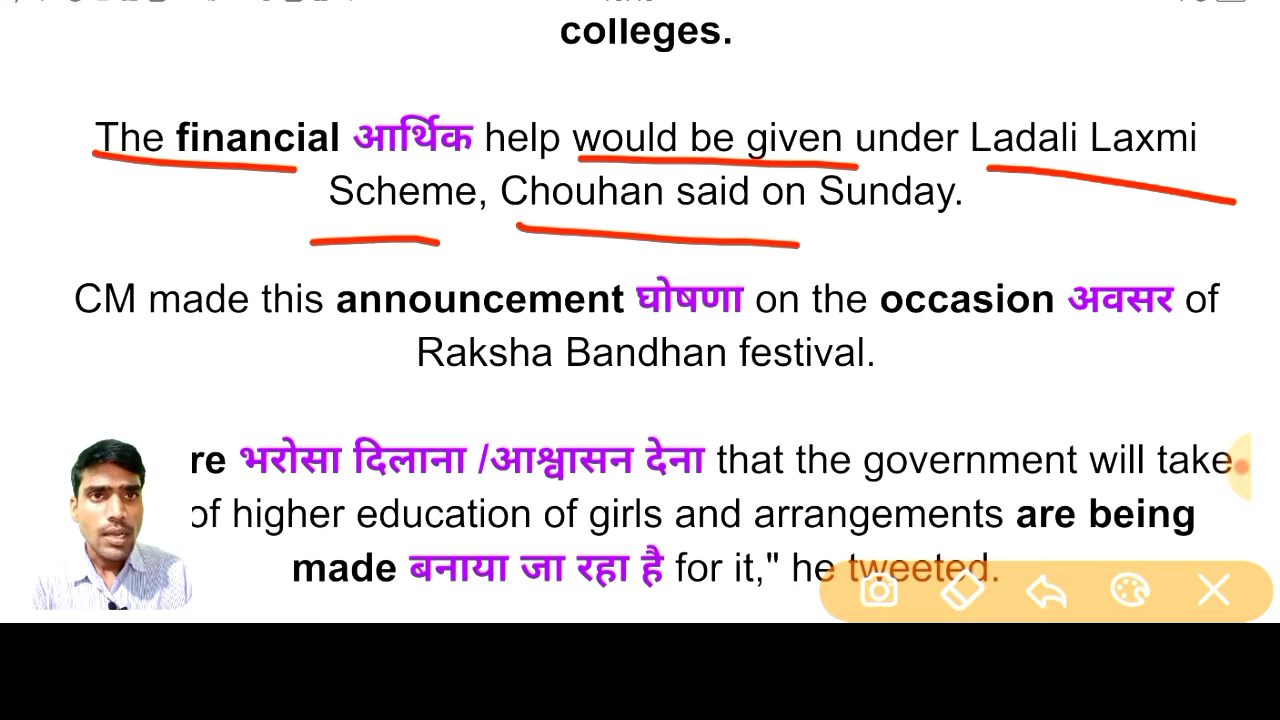 colleges.
The financial आर्थिक help would be given under Ladali Laxmi
Scheme, Chouhan said on Sunday.
CM made this announcement घोषणा on the occasion अवसर of
Raksha Bandhan festival.
भरोसा दिलाना /आश्वासन देना that the government will take
of higher education of girls and arrangements are being
made बनाया जा रहा है for it," he tweeted.